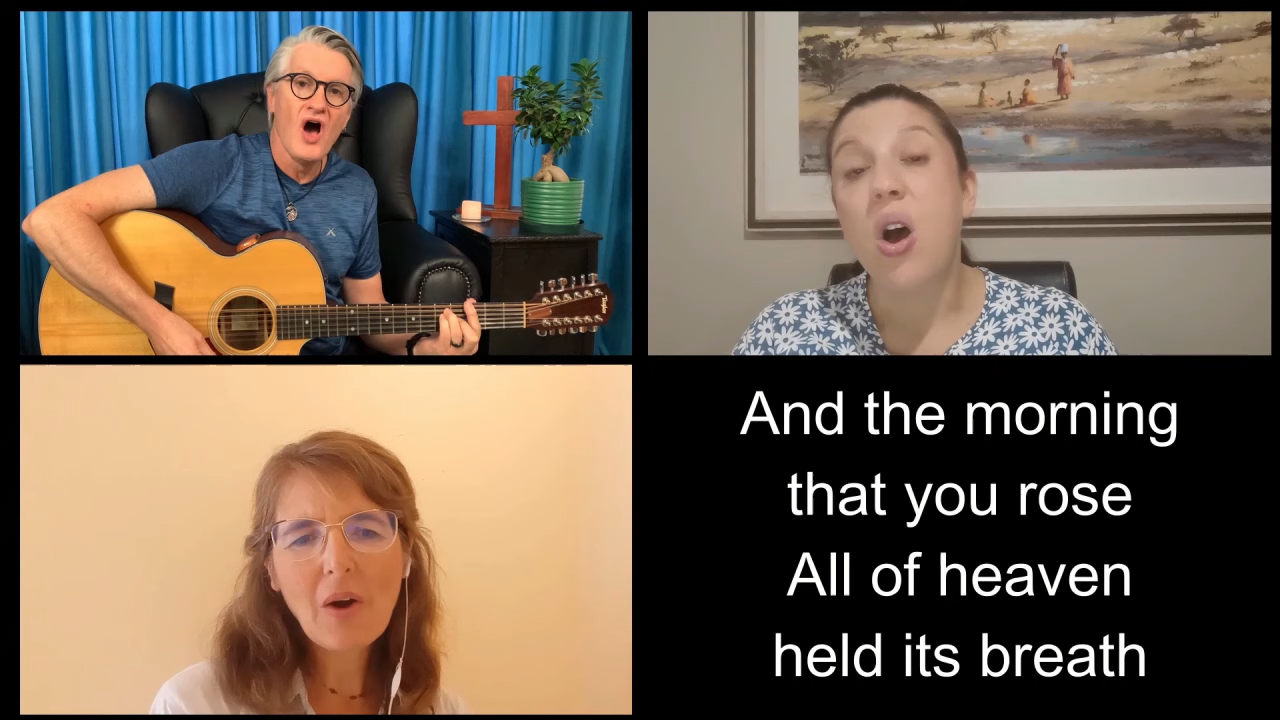 And the morning
that you rose
All of heaven
held its breath